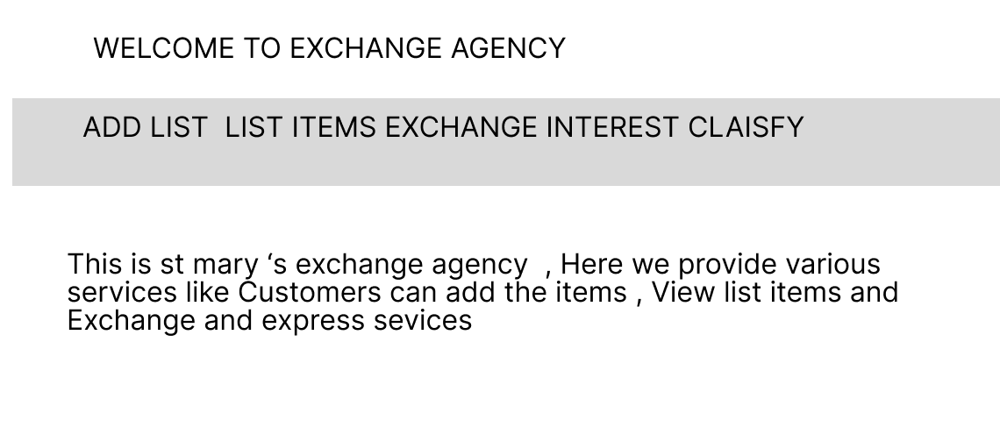 WELCOME TO EXCHANGE AGENCY
ADD LIST  LIST ITEMS EXCHANGE INTEREST CLAISFY
This is st mary ‘s exchange agency  , Here we provide various
services like Customers can add the items , View list items and
Exchange and express sevices